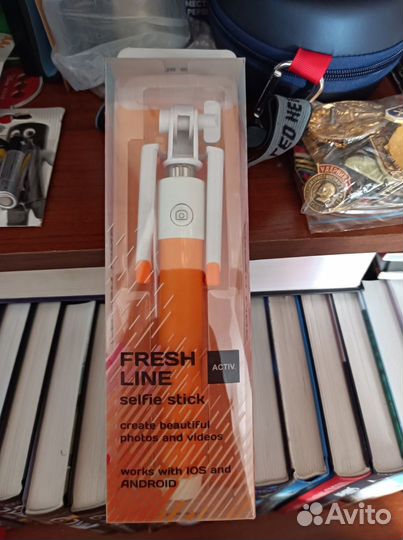 FRESH
LINE
ACTIV
selfie stick
create beautiful
photos and videos
works with IOS and
ANDROID
Avito